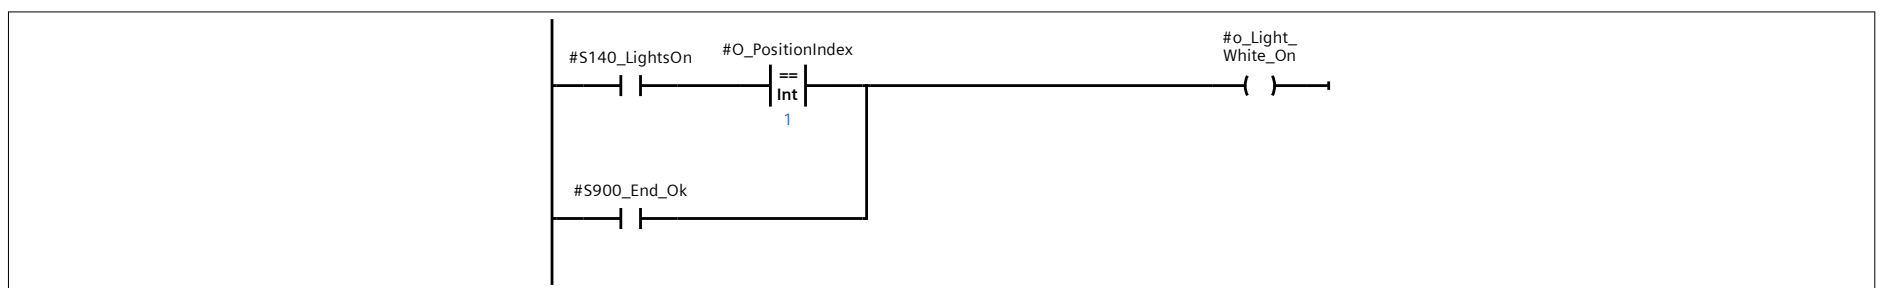 #S140_LightsOn
#O_PositionIndex
==
Int
1
#o_Light_
White_On
#S900_End_Ok